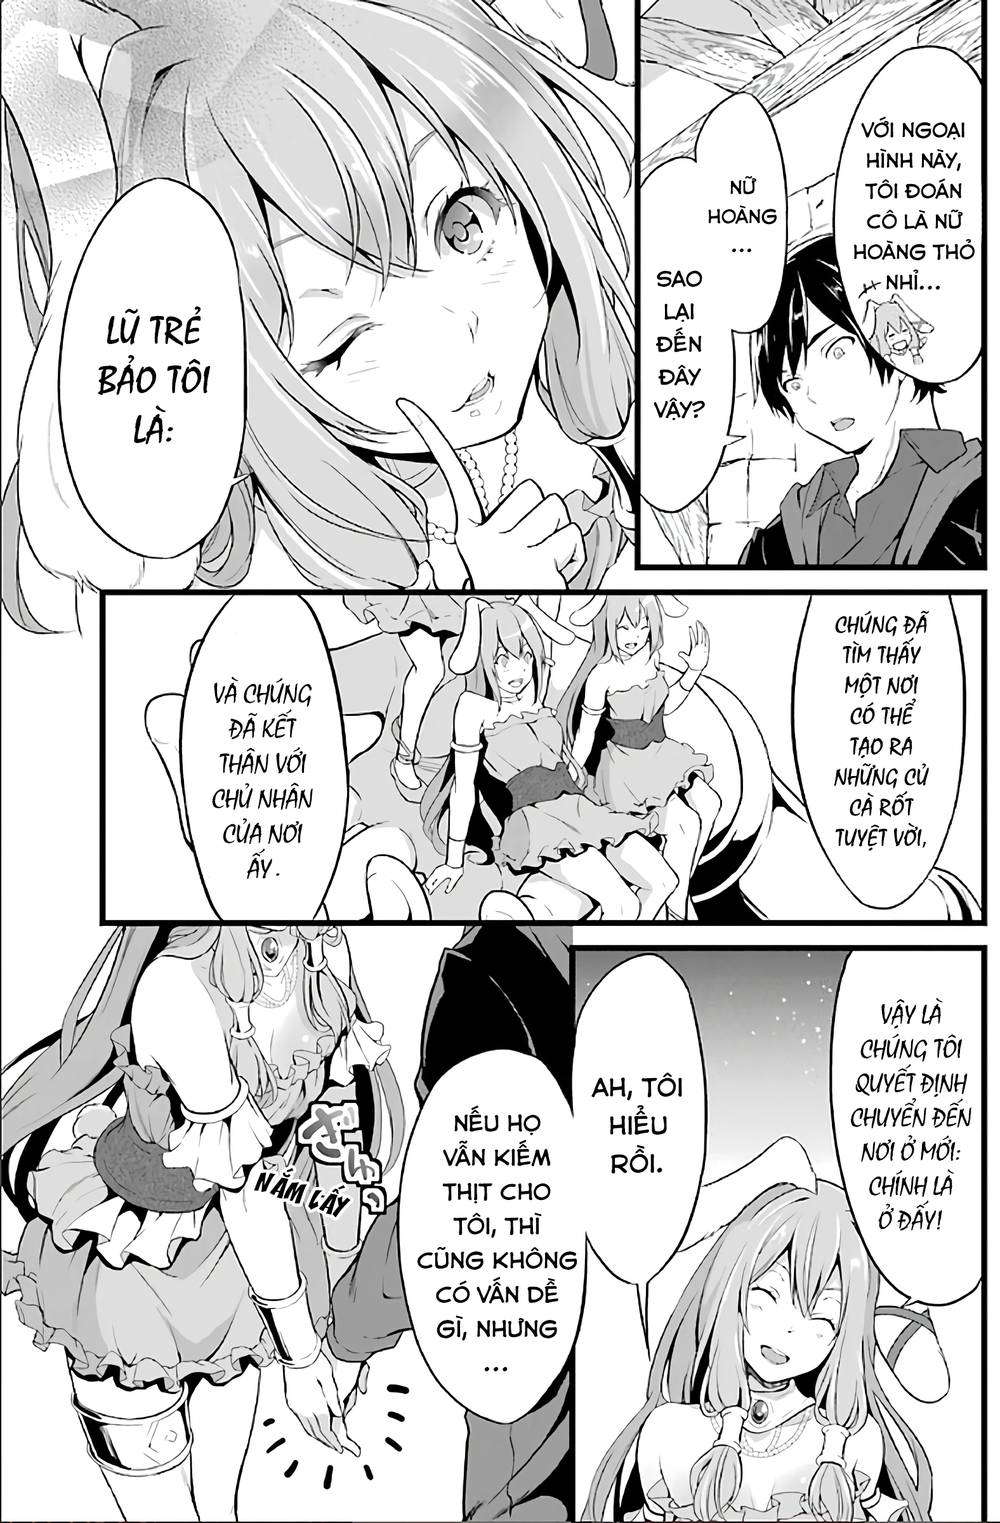 VỚI NGOẠI
HÌNH NÀY,
TÔI ĐOÁN
CÔ LÀ NỮ
HOÀNG THỎ
NHỈ...
NỮ
HOÀNG
...
SAO
LẠI
ĐẾN
ĐÂY
VẬY?
LŨ TRẺ
BẢO TÔI
LÀ:
CHÚNG ĐÃ
TÌM THẤY
MỘT NƠI
CÓ THỂ
TẠO RA
NHỮNG CỦ
CÀ RỐT
TUYỆT VỜI,
VÀ CHÚNG
ĐÃ KẾT
THÂN VỚI
CHỦ NHÂN
CỦA NƠI
ẤY.
VẬY LÀ
CHÚNG TÔI
QUYẾT ĐỊNH
CHUYỂN ĐẾN
NƠI Ở MỚI:
CHÍNH LÀ
Ở ĐẤY!
AH, TÔI
HIỂU
RỒI.
NẾU HỌ
VẪN KIẾM
THỊT CHO
TÔI, THÌ
CŨNG KHÔNG
CÓ VẤN DỀ
GÌ, NHƯNG
...
ぎゅっ
NẮM LẤY